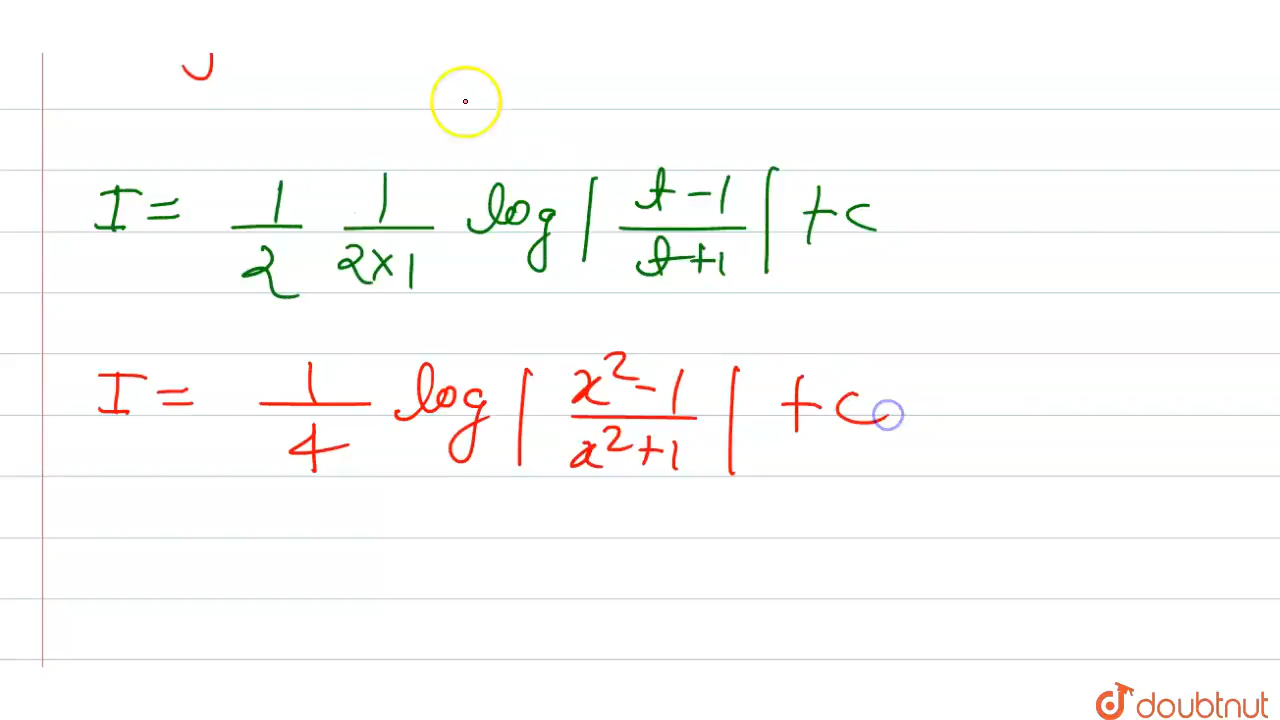 I = 1/2 1/2×1 log |t-1/t+1| + c
I = 1/4 log |x²-1/x²+1| + c
doubtnut